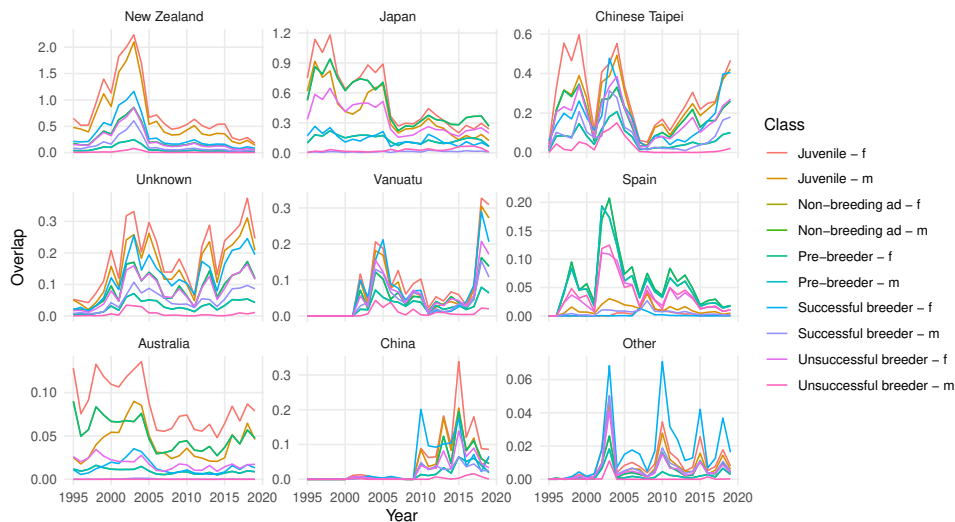 New Zealand
Japan
Chinese Taipei
2.0
1.5
1.0
0.5
0.0
1.2
0.9
0.6
0.3
0.0
0.6
0.4
0.2
0.0
Unknown
Vanuatu
Spain
0.3
0.2
0.1
0.0
0.3
0.2
0.1
0.0
0.20
0.15
0.10
0.05
0.00
Australia
China
Other
0.10
0.05
0.00
0.3
0.2
0.1
0.0
0.06
0.04
0.02
0.00
1995 2000 2005 2010 2015 2020
1995 2000 2005 2010 2015 2020
1995 2000 2005 2010 2015 2020
Overlap
Year
Class
Juvenile − f
Juvenile − m
Non−breeding ad − f
Non−breeding ad − m
Pre−breeder − f
Pre−breeder − m
Successful breeder − f
Successful breeder − m
Unsuccessful breeder − f
Unsuccessful breeder − m